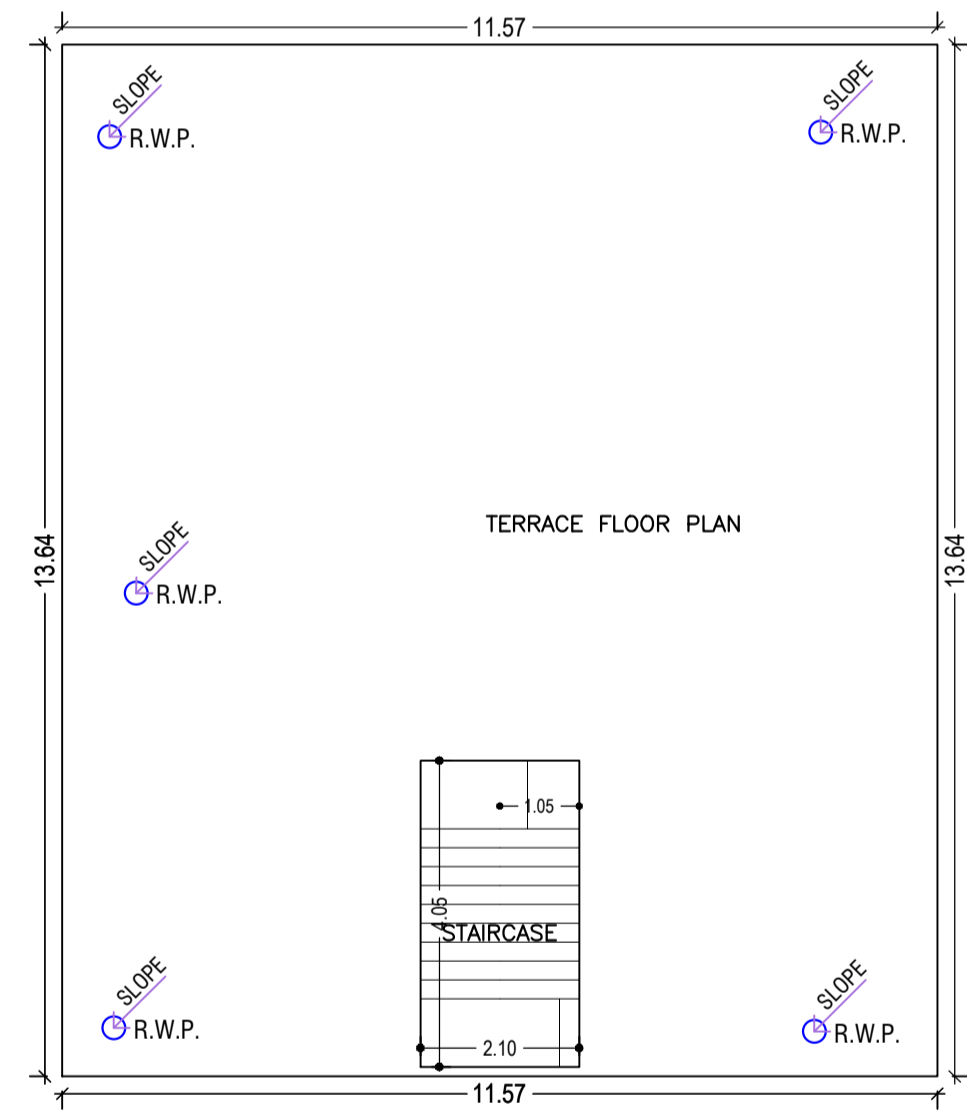 11.57
SLOPE
R.W.P.
SLOPE
R.W.P.
TERRACE FLOOR PLAN
13.64
13.64
SLOPE
R.W.P.
1.05
4.05
STAIRCASE
SLOPE
R.W.P.
SLOPE
R.W.P.
2.10
11.57